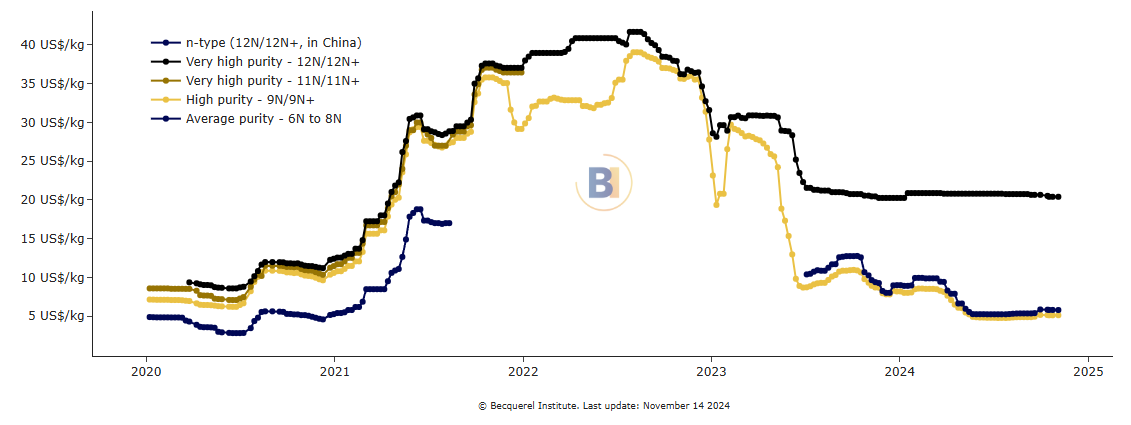 40 US$/kg
35 US$/kg
30 US$/kg
25 US$/kg
20 US$/kg
15 US$/kg
10 US$/kg
5 US$/kg
n-type (12N/12N+, in China)
Very high purity - 12N/12N+
Very high purity - 11N/11N+
High purity - 9N/9N+
Average purity - 6N to 8N
BI
2020
2021
2022
2023
2024
2025
© Becquerel Institute. Last update: November 14 2024